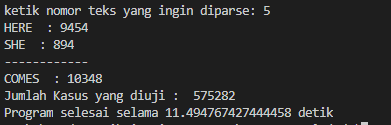 ketik nomor teks yang ingin diparse: 5
HERE  : 9454
SHE  : 894
------------
COMES  : 10348
Jumlah Kasus yang diuji :  575282
Program selesai selama 11.494767427444458 detik